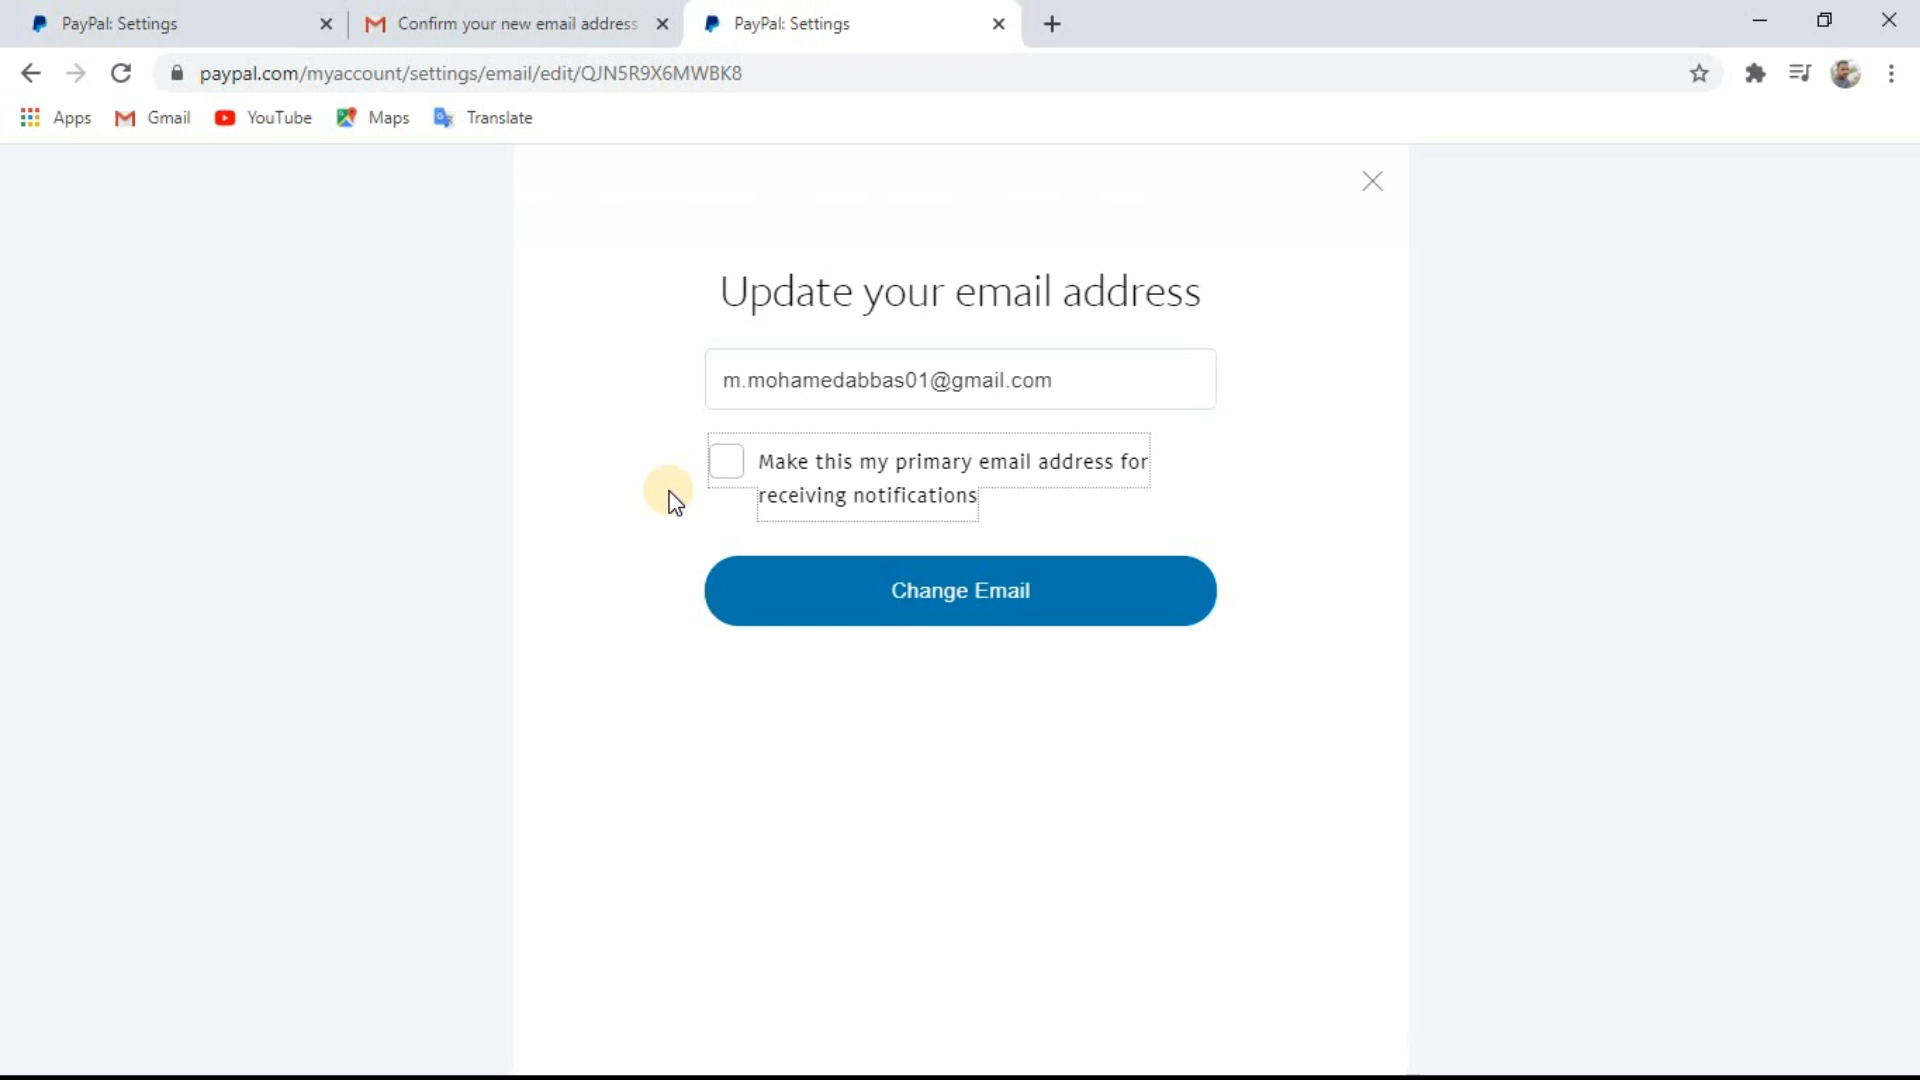 PayPal: Settings
Confirm your new email address
PayPal: Settings
paypal.com/myaccount/settings/email/edit/QJN5R9X6MWBK8
Apps
Gmail
YouTube
Maps
Translate
Update your email address
m.mohamedabbas01@gmail.com
Make this my primary email address for
receiving notifications
Change Email